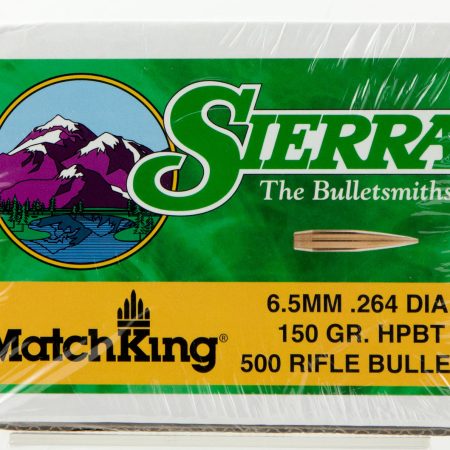 SIERRA
The Bulletsmiths
6.5MM .264 DIA
150 GR. HPBT
MatchKing®
500 RIFLE BULLE